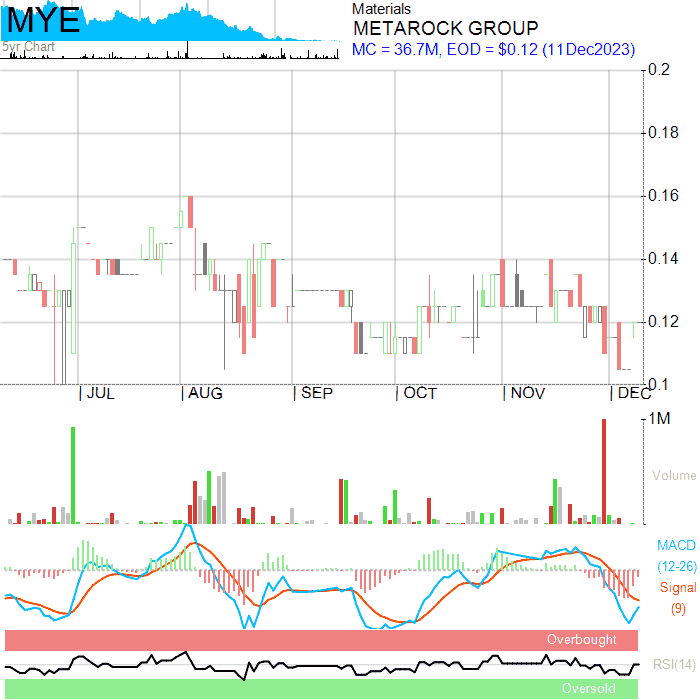 MYE
5yr Chart
Materials
METAROCK GROUP
MC = 36.7M, EOD = $0.12 (11Dec2023)
0.2
0.18
0.16
0.14
0.12
0.1
JUL AUG SEP OCT NOV DEC
1M
Volume
MACD
(12-26)
Signal
(9)
Overbought
RSI(14)
Oversold